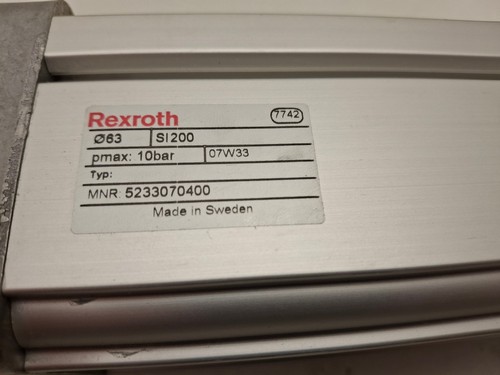 Rexroth 7742
Ø63 SI200
pmax: 10bar 07W33
Typ:
MNR: 5233070400
Made in Sweden